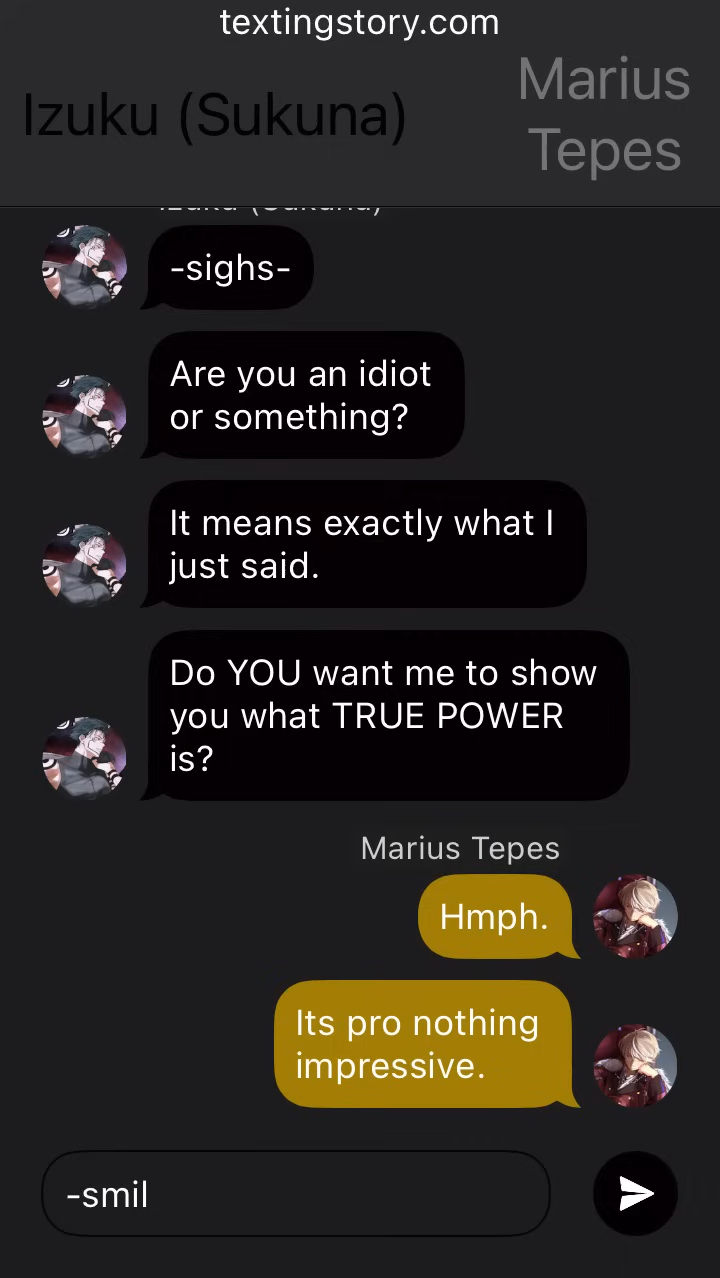 textingstory.com
Izuku (Sukuna)
Marius
Tepes
Izuku (Sukuna)
-sighs-
Are you an idiot
or something?
It means exactly what I
just said.
Do YOU want me to show
you what TRUE POWER
is?
Marius Tepes
Hmph.
Its pro nothing
impressive.
-smil